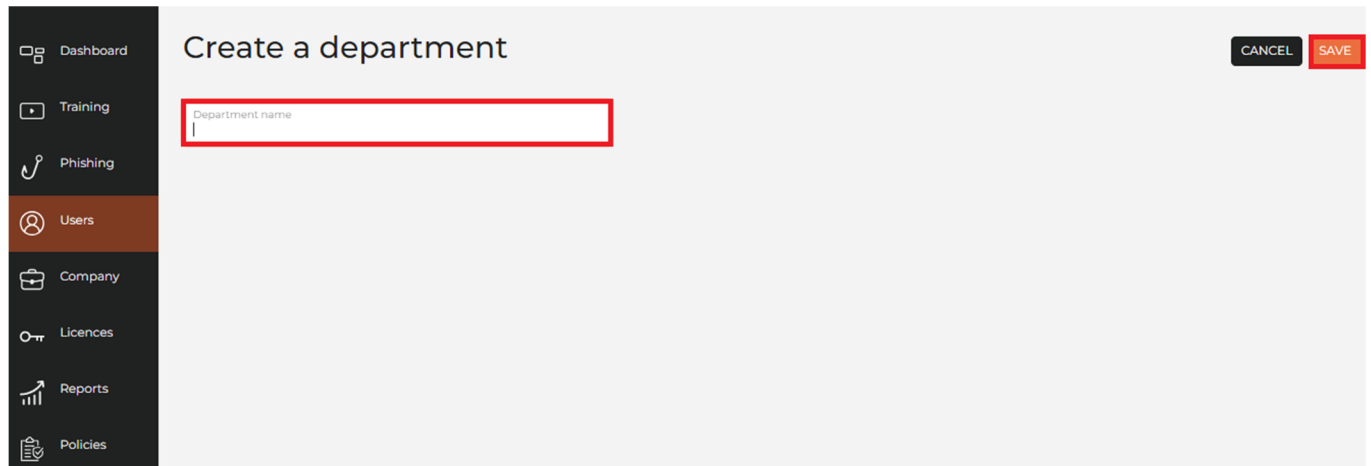 Dashboard
Training
Phishing
Users
Company
Licences
Reports
Policies
Create a department
CANCEL
SAVE
Department name